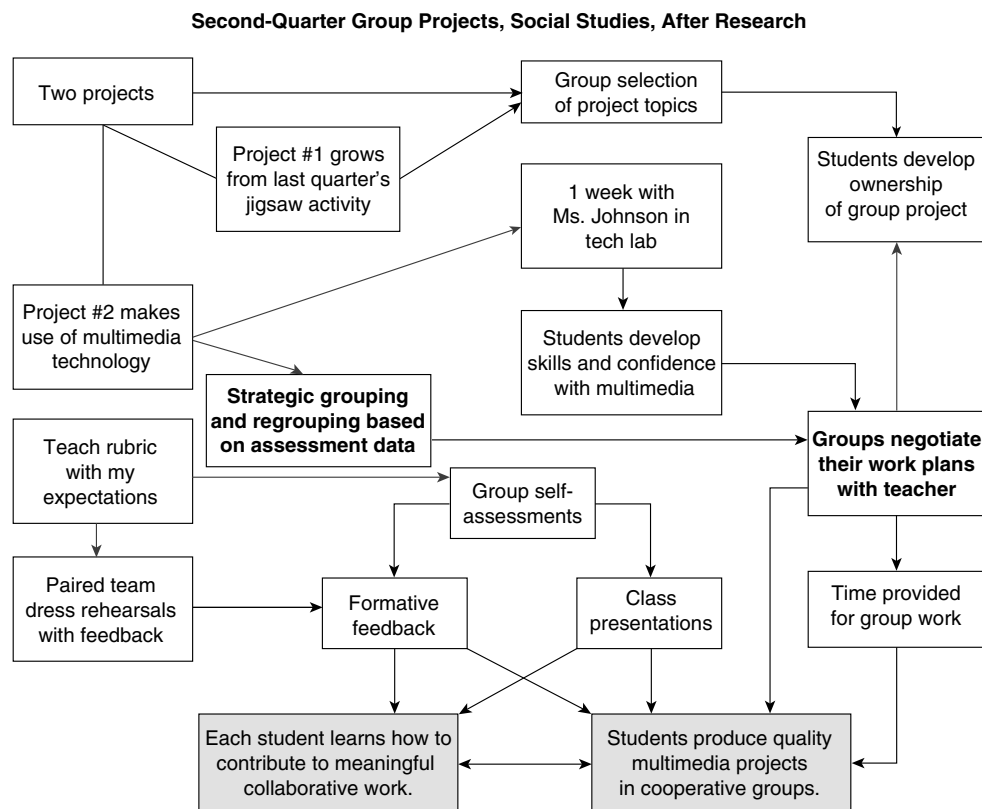 Second-Quarter Group Projects, Social Studies, After Research
Two projects
Group selection
of project topics
Project #1 grows
from last quarter's
jigsaw activity
Students develop
ownership
of group project
1 week with
Ms. Johnson in
tech lab
Project #2 makes
use of multimedia
technology
Students develop
skills and confidence
with multimedia
Strategic grouping
and regrouping based
on assessment data
Groups negotiate
their work plans
with teacher
Teach rubric
with my
expectations
Group self-
assessments
Paired team
dress rehearsals
with feedback
Formative
feedback
Class
presentations
Time provided
for group work
Each student learns how to
contribute to meaningful
collaborative work.
Students produce quality
multimedia projects
in cooperative groups.